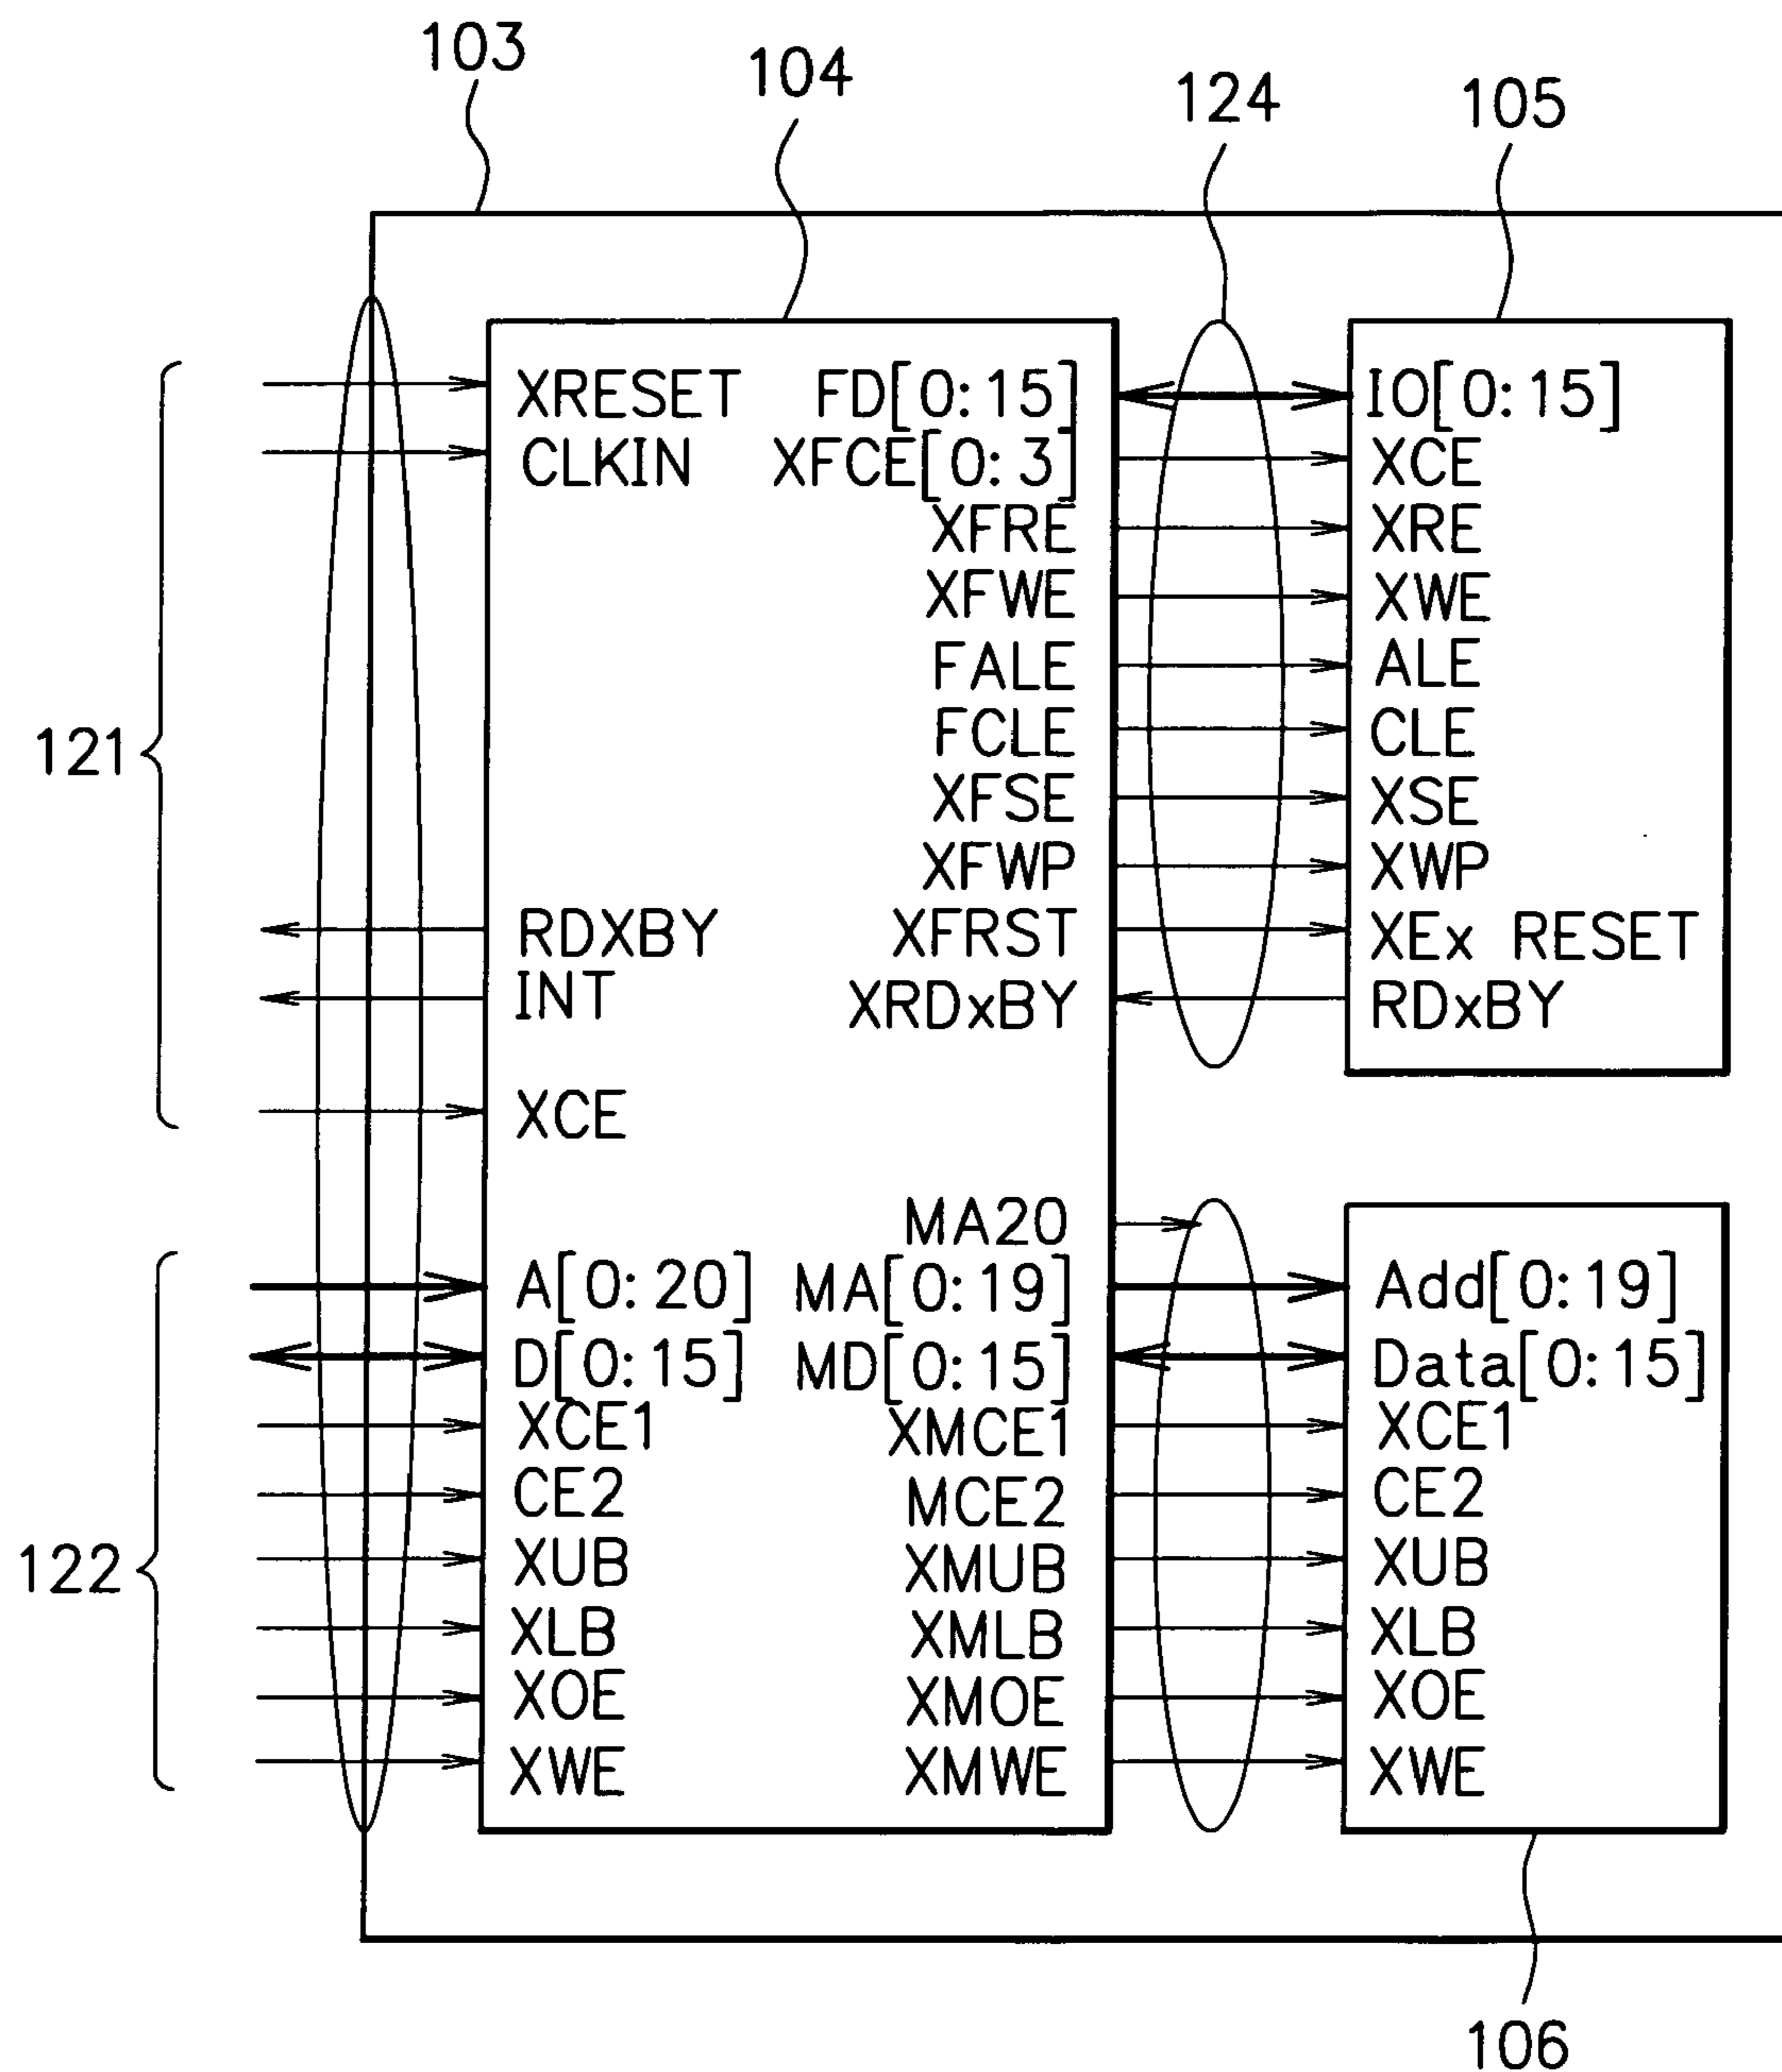 103
104
124
105
XRESET FD[0:15] IO[0:15]
CLKIN XFCE[0:3] XCE
XFRE XRE
XFWE XWE
FALE ALE
121 FCLE CLE
XFSE XSE
XFWP XWP
RDXBY XFRST XEx RESET
INT XRDxBY RDxBY
XCE
MA20
A[0:20] MA[0:19] Add[0:19]
D[0:15] MD[0:15] Data[0:15]
XCE1 XMCE1 XCE1
CE2 MCE2 CE2
122 XUB XMUB XUB
XLB XMLB XLB
XOE XMOE XOE
XWE XMWE XWE
106